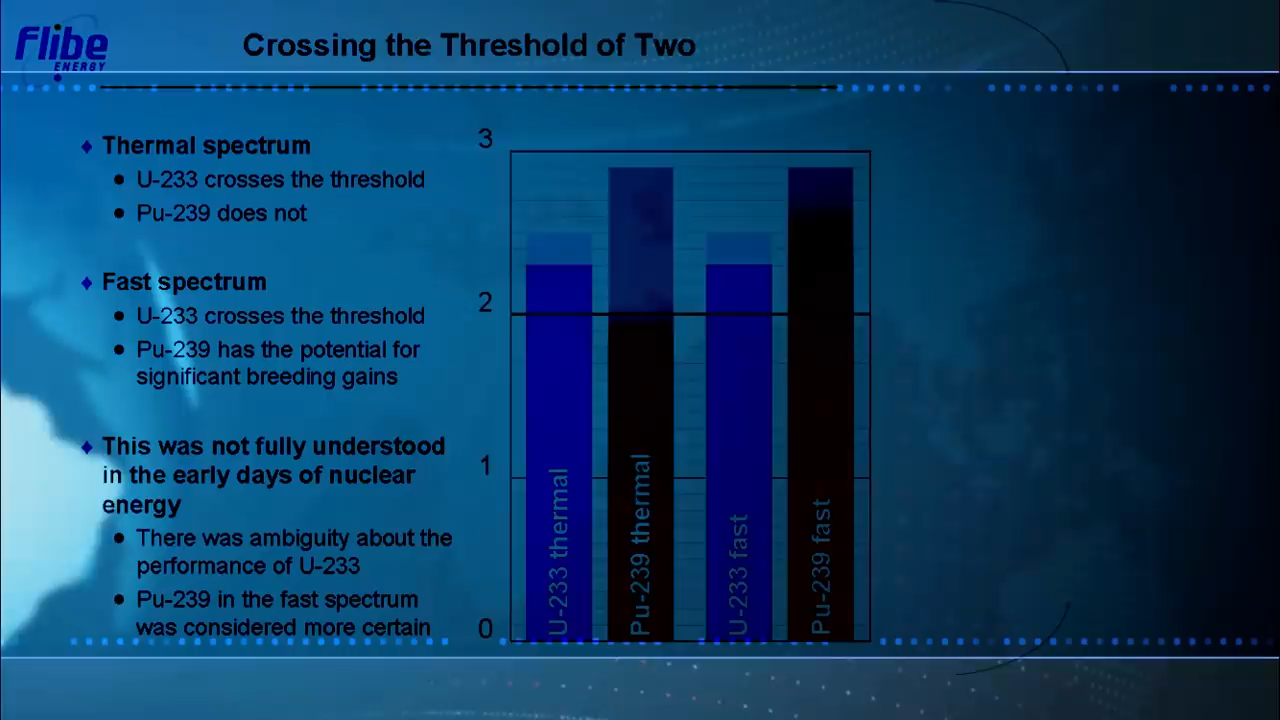 Flibe
ENERGY
Crossing the Threshold of Two
Thermal spectrum
U-233 crosses the threshold
Pu-239 does not
Fast spectrum
U-233 crosses the threshold
Pu-239 has the potential for
significant breeding gains
This was not fully understood
in the early days of nuclear
energy
There was ambiguity about the
performance of U-233
Pu-239 in the fast spectrum
was considered more certain
3
2
1
0
U-233 thermal
Pu-239 thermal
U-233 fast
Pu-239 fast